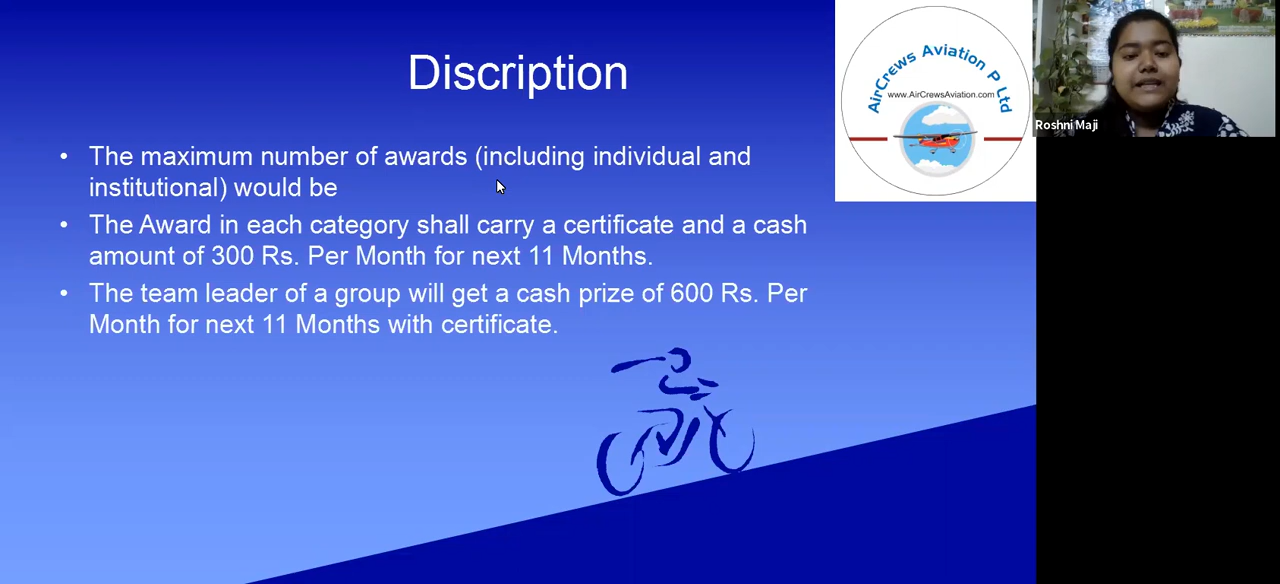 Discription
• The maximum number of awards (including individual and
institutional) would be
• The Award in each category shall carry a certificate and a cash
amount of 300 Rs. Per Month for next 11 Months.
• The team leader of a group will get a cash prize of 600 Rs. Per
Month for next 11 Months with certificate.
AirCrews Aviation P Ltd
www.AirCrewsAviation.com
Roshni Maji